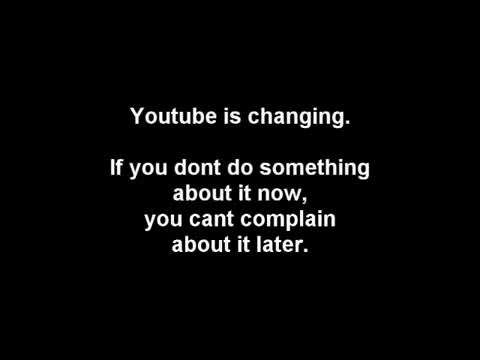 Youtube is changing.
If you dont do something
about it now,
you cant complain
about it later.